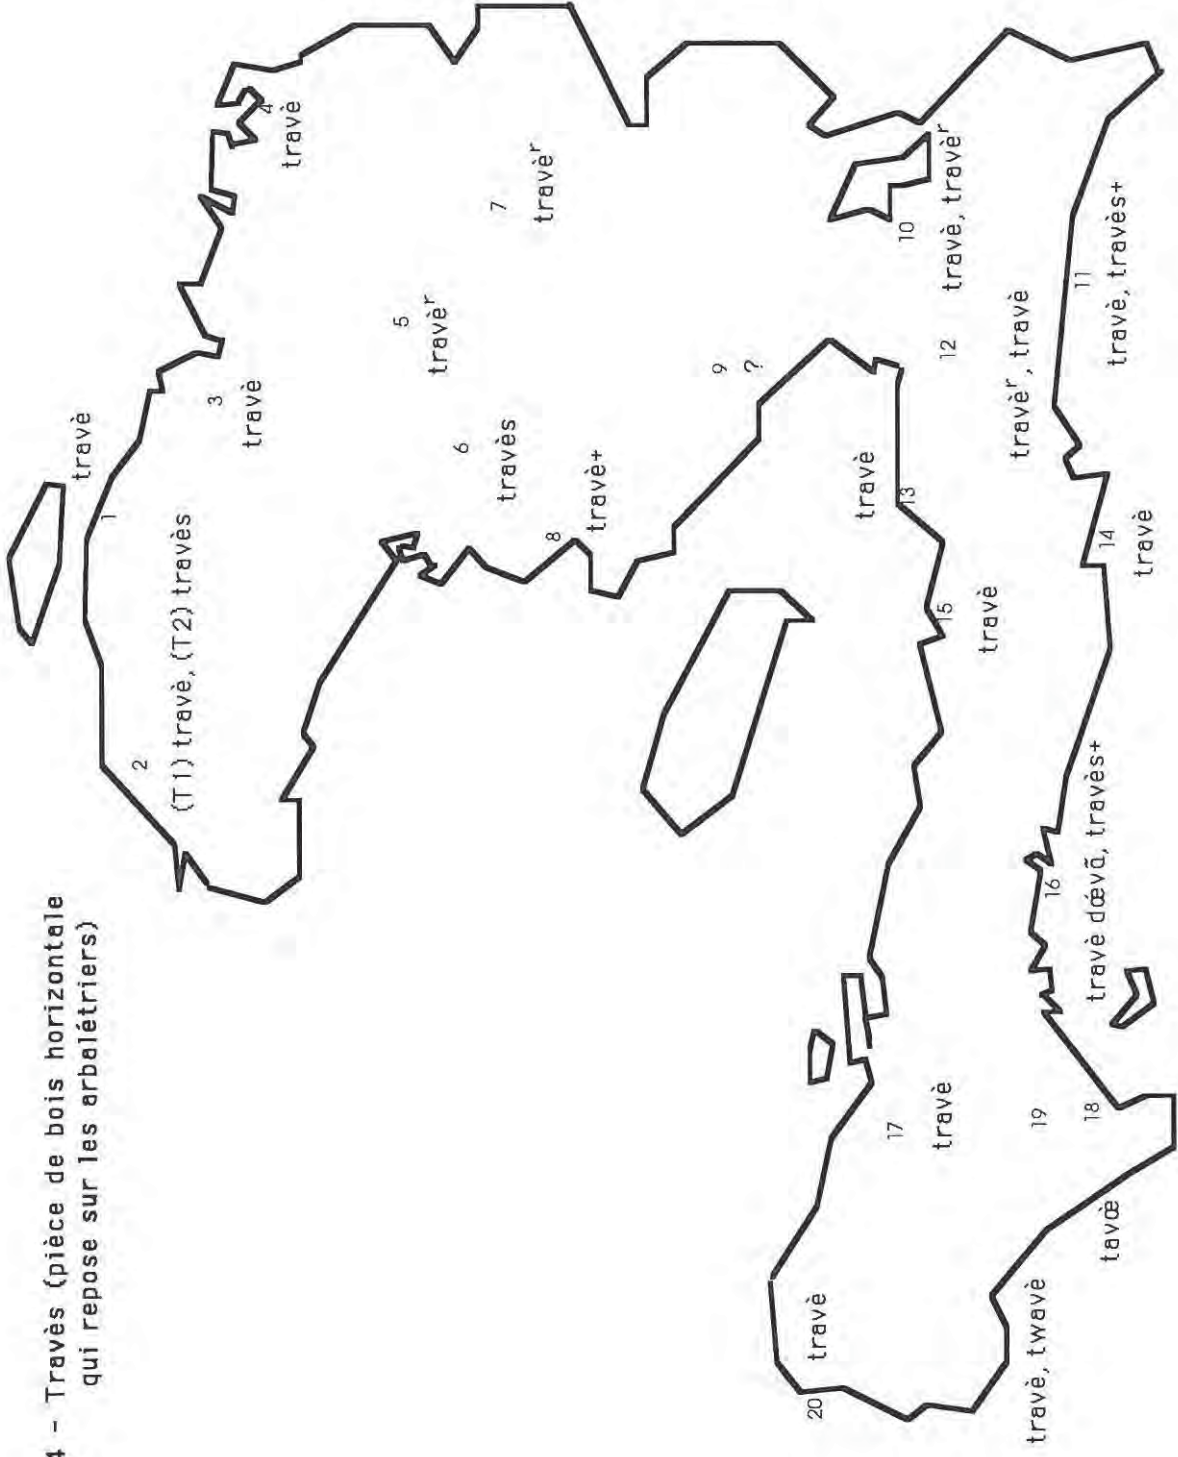 4 - Travès (pièce de bois horizontale
qui repose sur les arbalétriers)
travè
1
2
(T1) travè, (T2) travès
3
travè
4
travè
5
travèʳ
6
travès
7
travèʳ
8
travè+
9
?
10
travè, travèʳ
11
travè, travès+
12
travèʳ, travè
13
travè
14
travè
15
travè
16
travè dœ́vã, travès+
17
travè
18
tavœ̀
19
travè, twavè
20
travè